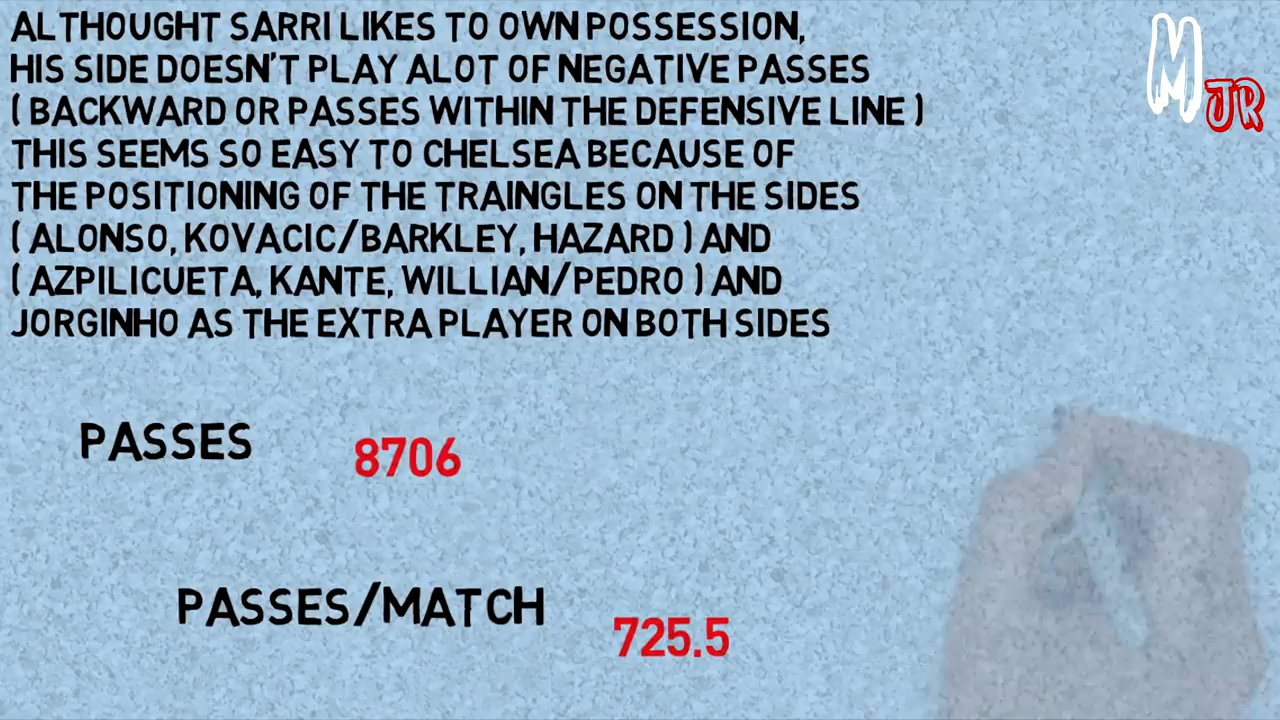 ALTHOUGHT SARRI LIKES TO OWN POSSESSION,
HIS SIDE DOESN'T PLAY ALOT OF NEGATIVE PASSES
( BACKWARD OR PASSES WITHIN THE DEFENSIVE LINE )
THIS SEEMS SO EASY TO CHELSEA BECAUSE OF
THE POSITIONING OF THE TRAINGLES ON THE SIDES
( ALONSO, KOVACIC/BARKLEY, HAZARD ) AND
( AZPILICUETA, KANTE, WILLIAN/PEDRO ) AND
JORGINHO AS THE EXTRA PLAYER ON BOTH SIDES
M JR
PASSES 8706
PASSES/MATCH 725.5